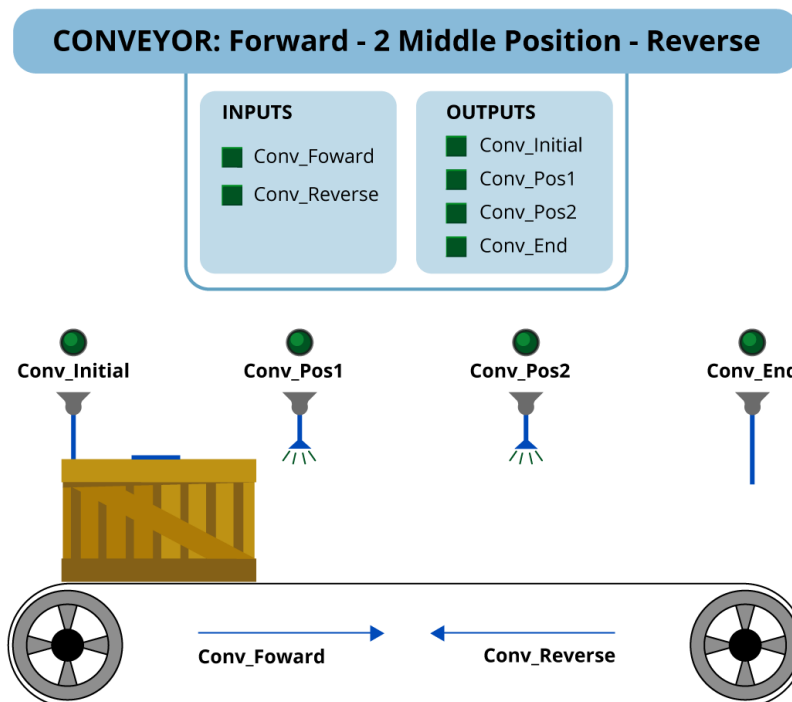 CONVEYOR: Forward - 2 Middle Position - Reverse
INPUTS
Conv_Foward
Conv_Reverse
OUTPUTS
Conv_Initial
Conv_Pos1
Conv_Pos2
Conv_End
Conv_Initial
Conv_Pos1
Conv_Pos2
Conv_End
Conv_Foward
Conv_Reverse